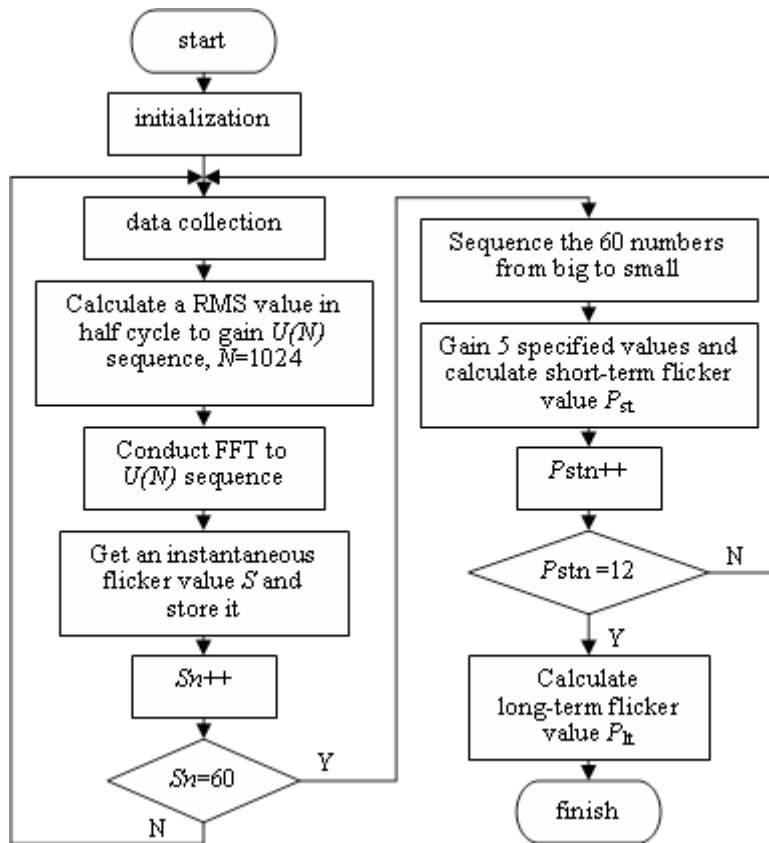 start
initialization
data collection
Calculate a RMS value in
half cycle to gain U(N)
sequence, N=1024
Conduct FFT to
U(N) sequence
Get an instantaneous
flicker value S and
store it
Sn++
Sn=60
Y
N
Sequence the 60 numbers
from big to small
Gain 5 specified values and
calculate short-term flicker
value Pst
Pstn++
Pstn =12
N
Y
Calculate
long-term flicker
value Plt
finish